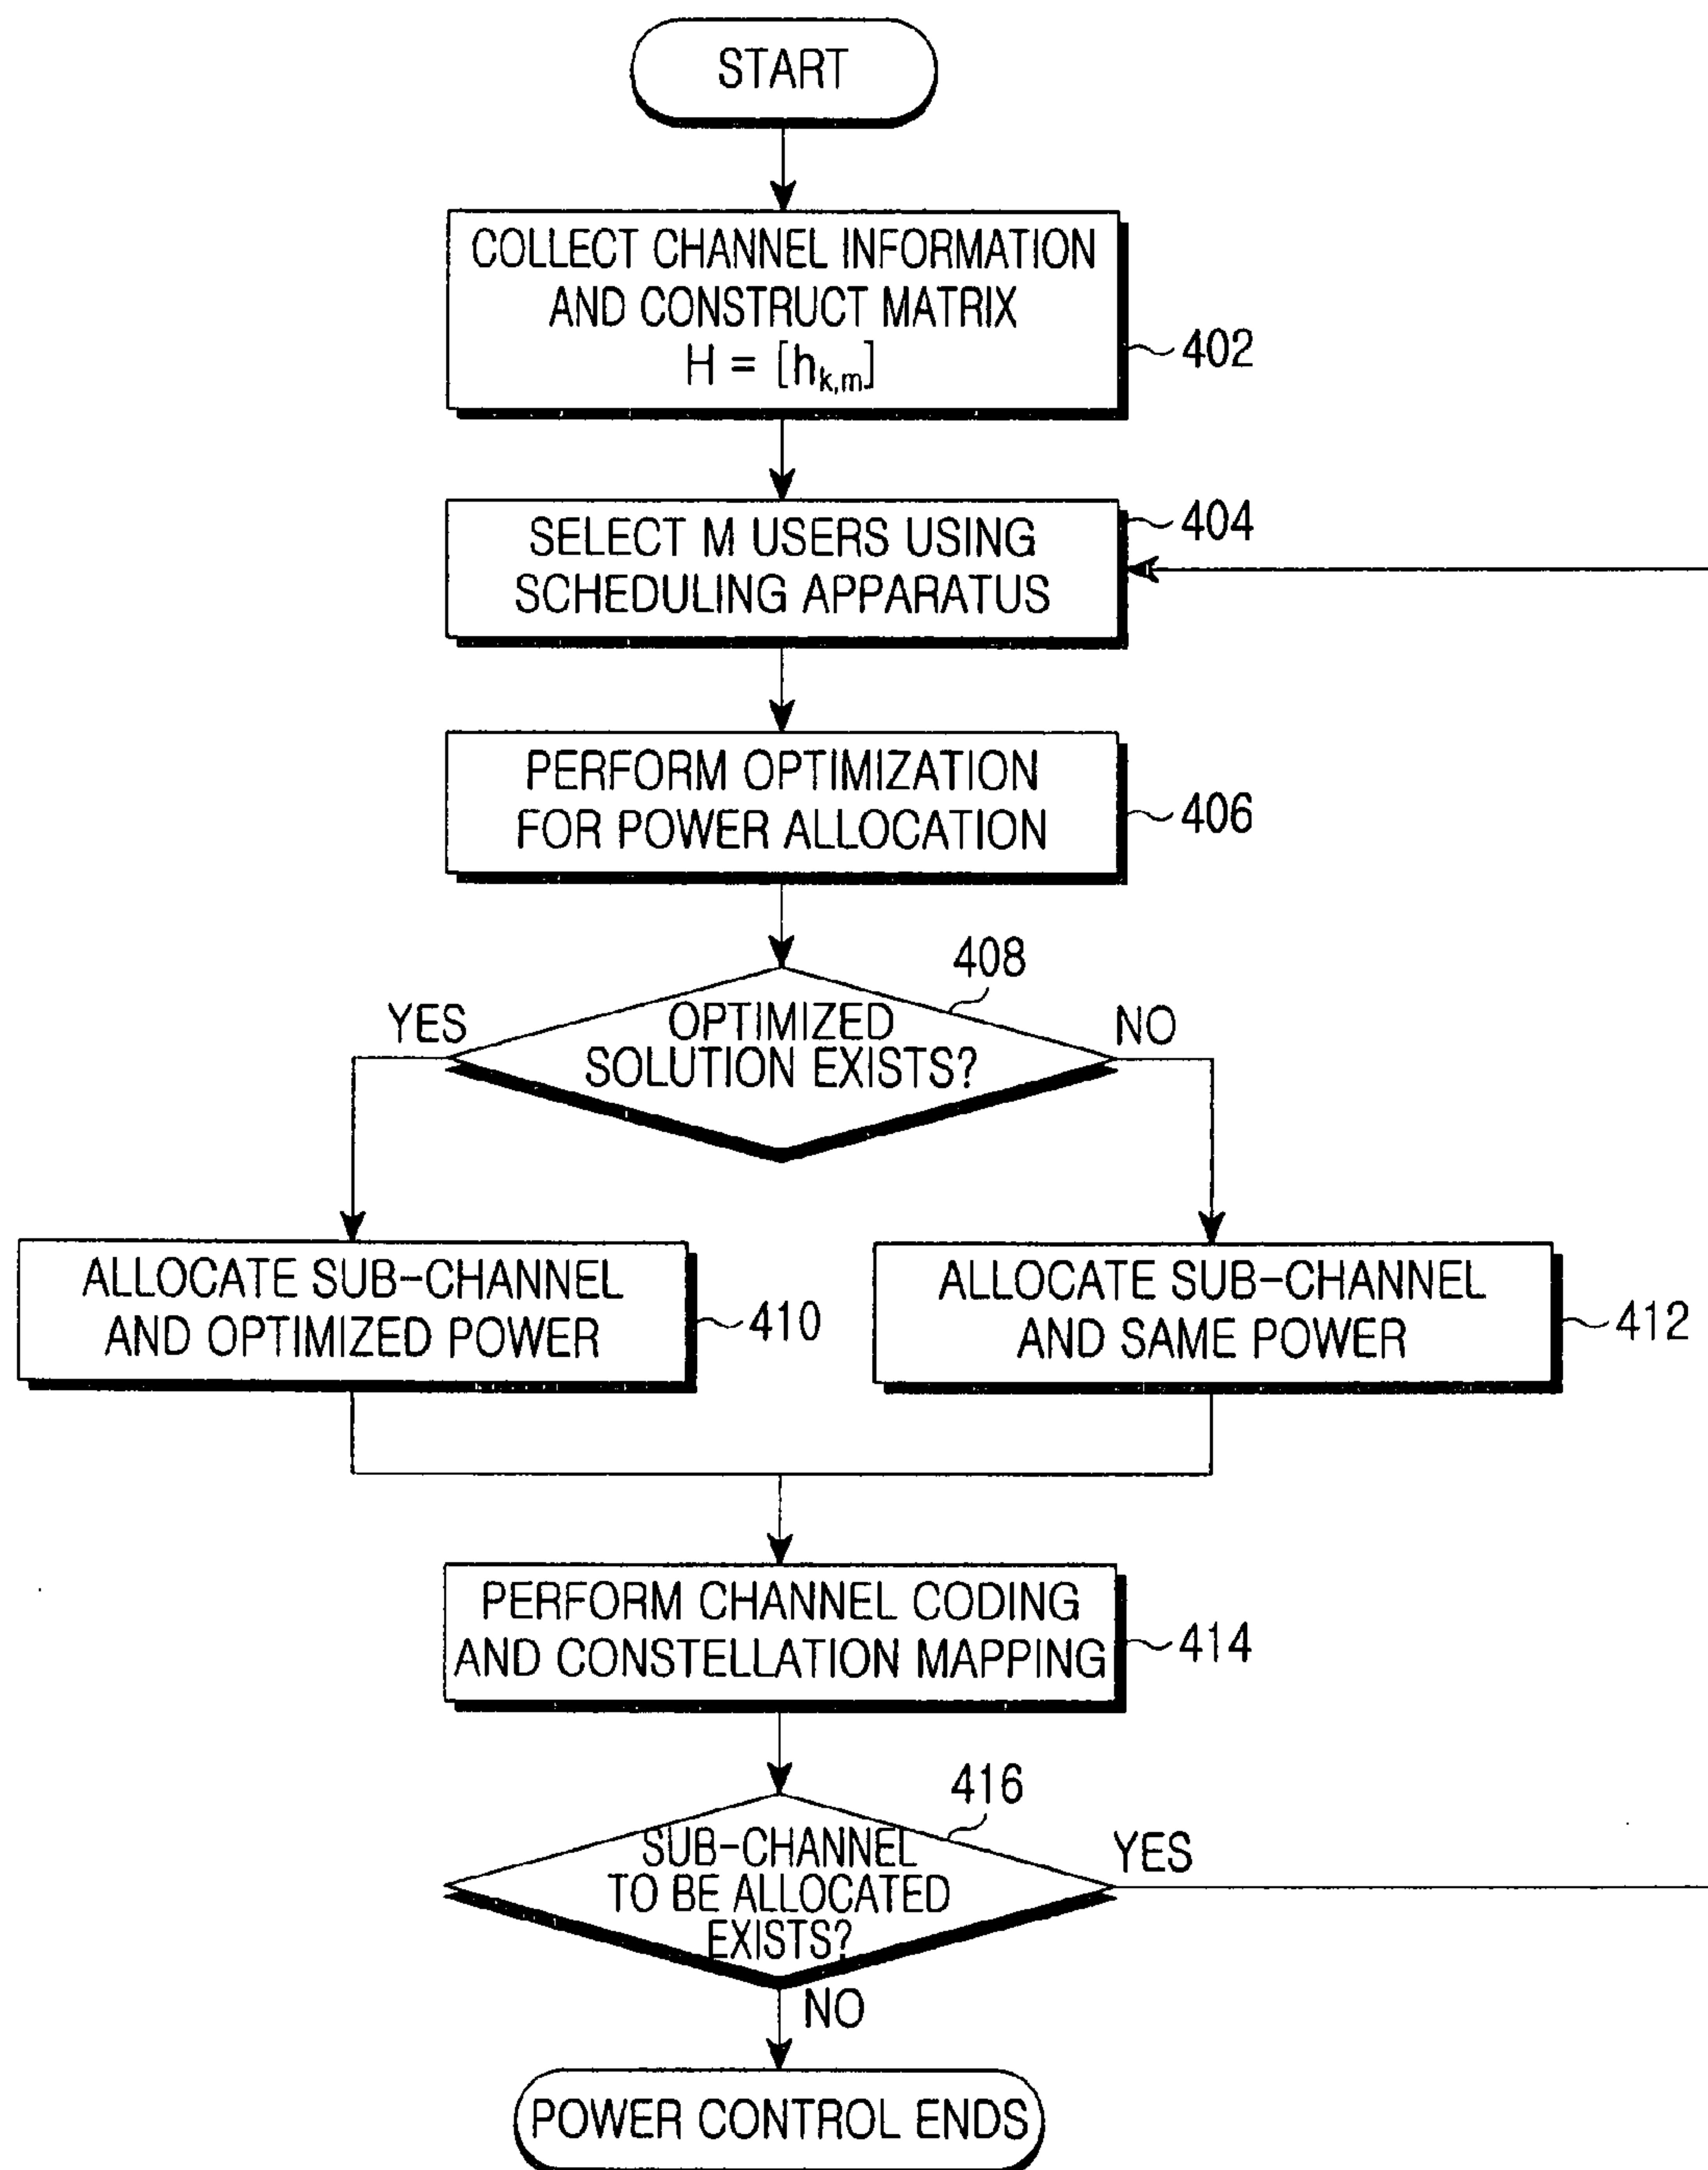 START
COLLECT CHANNEL INFORMATION
AND CONSTRUCT MATRIX
H = [h_{k,m}]
402
SELECT M USERS USING
SCHEDULING APPARATUS
404
PERFORM OPTIMIZATION
FOR POWER ALLOCATION
406
408
OPTIMIZED
SOLUTION EXISTS?
YES
NO
ALLOCATE SUB-CHANNEL
AND OPTIMIZED POWER
410
ALLOCATE SUB-CHANNEL
AND SAME POWER
412
PERFORM CHANNEL CODING
AND CONSTELLATION MAPPING
414
416
SUB-CHANNEL
TO BE ALLOCATED
EXISTS?
YES
NO
POWER CONTROL ENDS